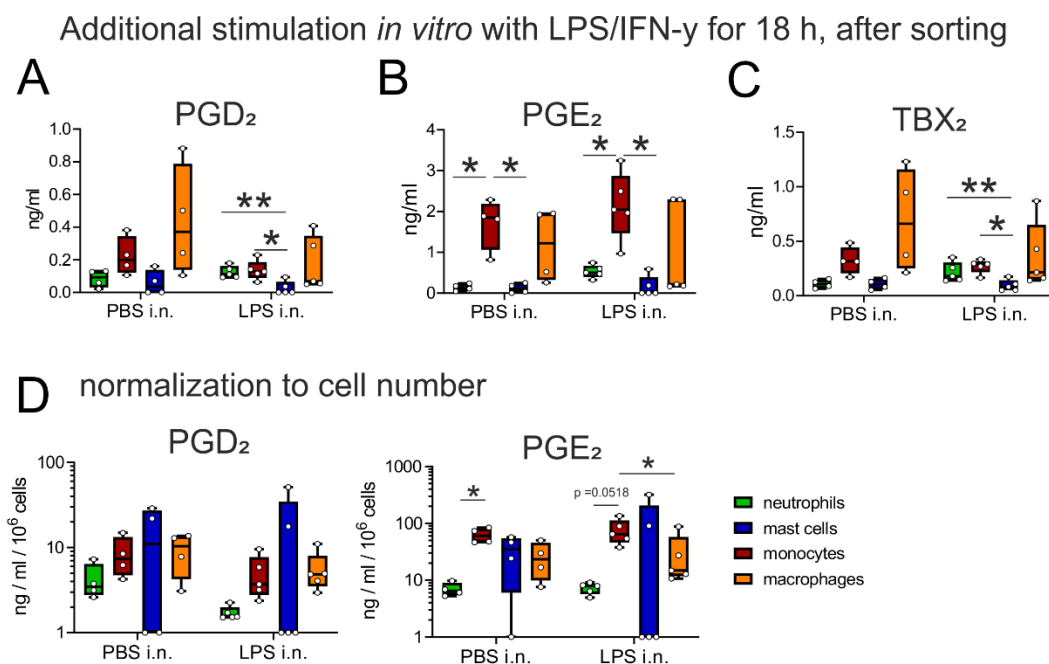 Additional stimulation in vitro with LPS/IFN-y for 18 h, after sorting
A
PGD₂
ng/ml
1.0
0.8
0.6
0.4
0.2
0.0
**
*
PBS i.n.
LPS i.n.
B
PGE₂
ng/ml
4
3
2
1
0
* *
* *
PBS i.n.
LPS i.n.
C
TBX₂
ng/ml
1.5
1.0
0.5
0.0
**
*
PBS i.n.
LPS i.n.
D normalization to cell number
PGD₂
ng / ml / 10⁶ cells
100
10
1
PBS i.n.
LPS i.n.
PGE₂
ng / ml / 10⁶ cells
1000
100
10
1
*
p =0.0518
*
PBS i.n.
LPS i.n.
neutrophils
mast cells
monocytes
macrophages